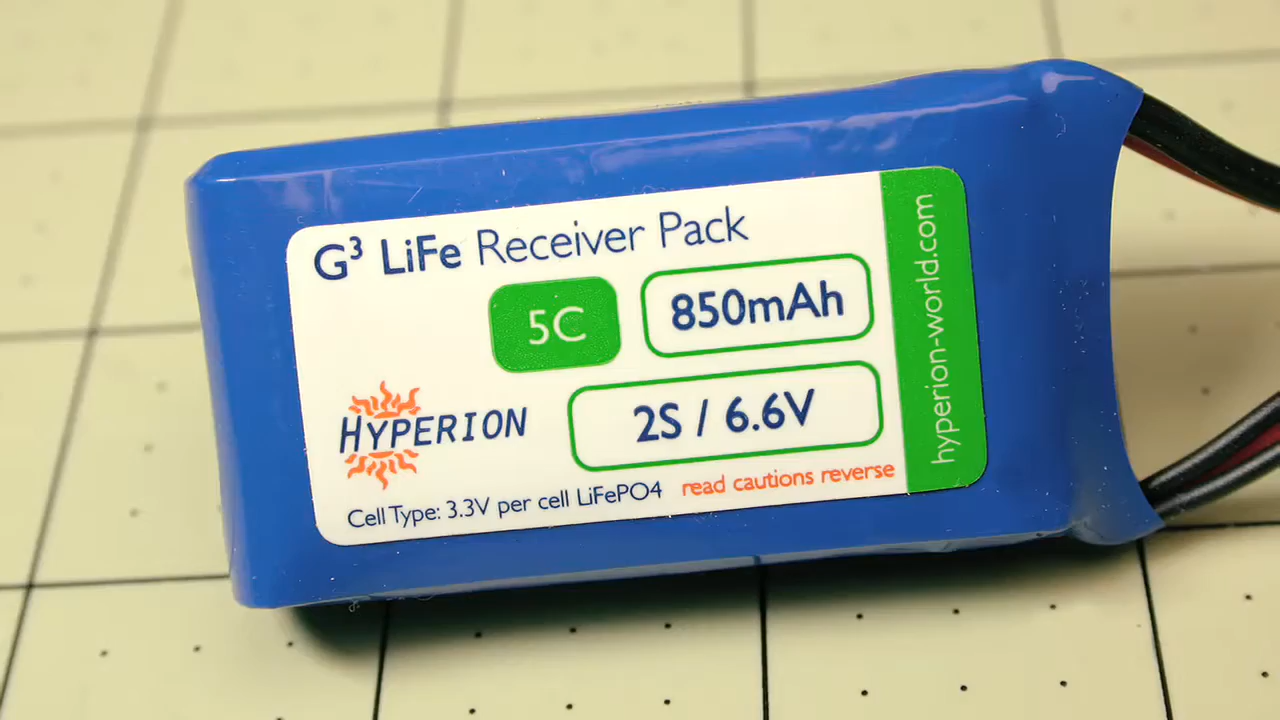 G³ LiFe Receiver Pack
5C
850mAh
2S / 6.6V
HYPERION
Cell Type: 3.3V per cell LiFePO4
read cautions reverse
hyperion-world.com